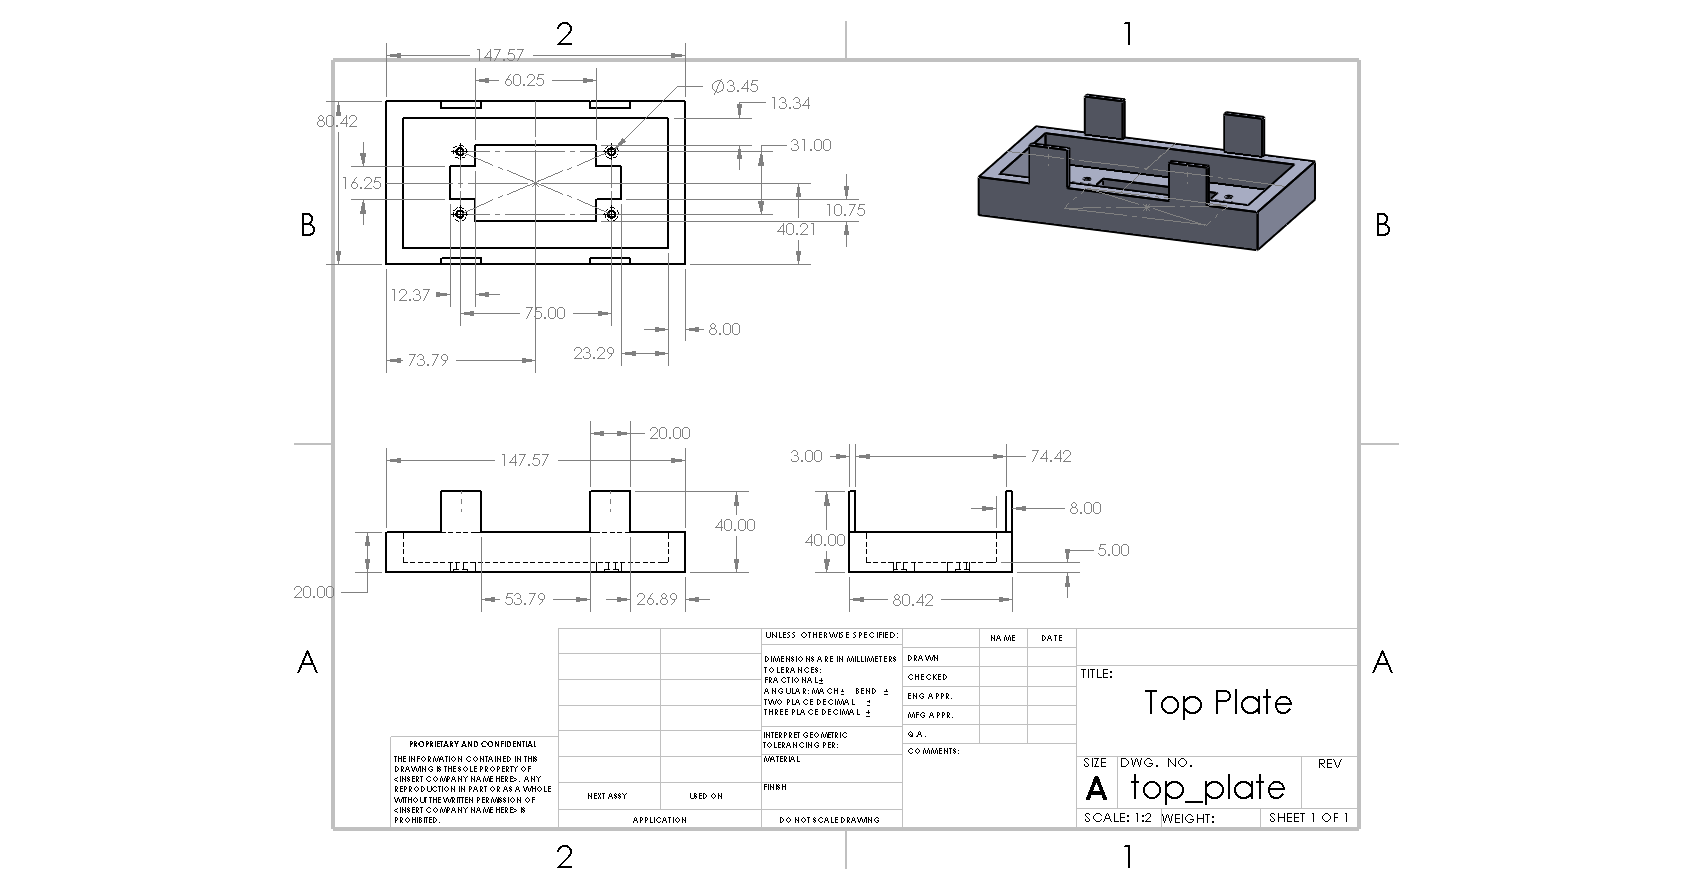 2
1
147.57
60.25
Ø3.45
13.34
80.42
31.00
16.25
10.75
40.21
B
B
12.37
75.00
8.00
23.29
73.79
20.00
147.57
3.00
74.42
40.00
8.00
40.00
5.00
20.00
53.79
26.89
80.42
A
A
UNLESS OTHERWISE SPECIFIED:
DIMENSIONS ARE IN MILLIMETERS
TOLERANCES:
FRACTIONAL±
ANGULAR: MACH± BEND ±
TWO PLACE DECIMAL ±
THREE PLACE DECIMAL ±
INTERPRET GEOMETRIC
TOLERANCING PER:
MATERIAL
FINISH
DO NOT SCALE DRAWING
NAME DATE
DRAWN
CHECKED
ENG APPR.
MFG APPR.
Q.A.
COMMENTS:
TITLE:
Top Plate
SIZE DWG. NO. REV
A top_plate
SCALE: 1:2 WEIGHT: SHEET 1 OF 1
PROPRIETARY AND CONFIDENTIAL
THE INFORMATION CONTAINED IN THIS
DRAWING IS THE SOLE PROPERTY OF
<INSERT COMPANY NAME HERE>. ANY
REPRODUCTION IN PART OR AS A WHOLE
WITHOUT THE WRITTEN PERMISSION OF
<INSERT COMPANY NAME HERE> IS
PROHIBITED.
NEXT ASSY USED ON
APPLICATION
2
1